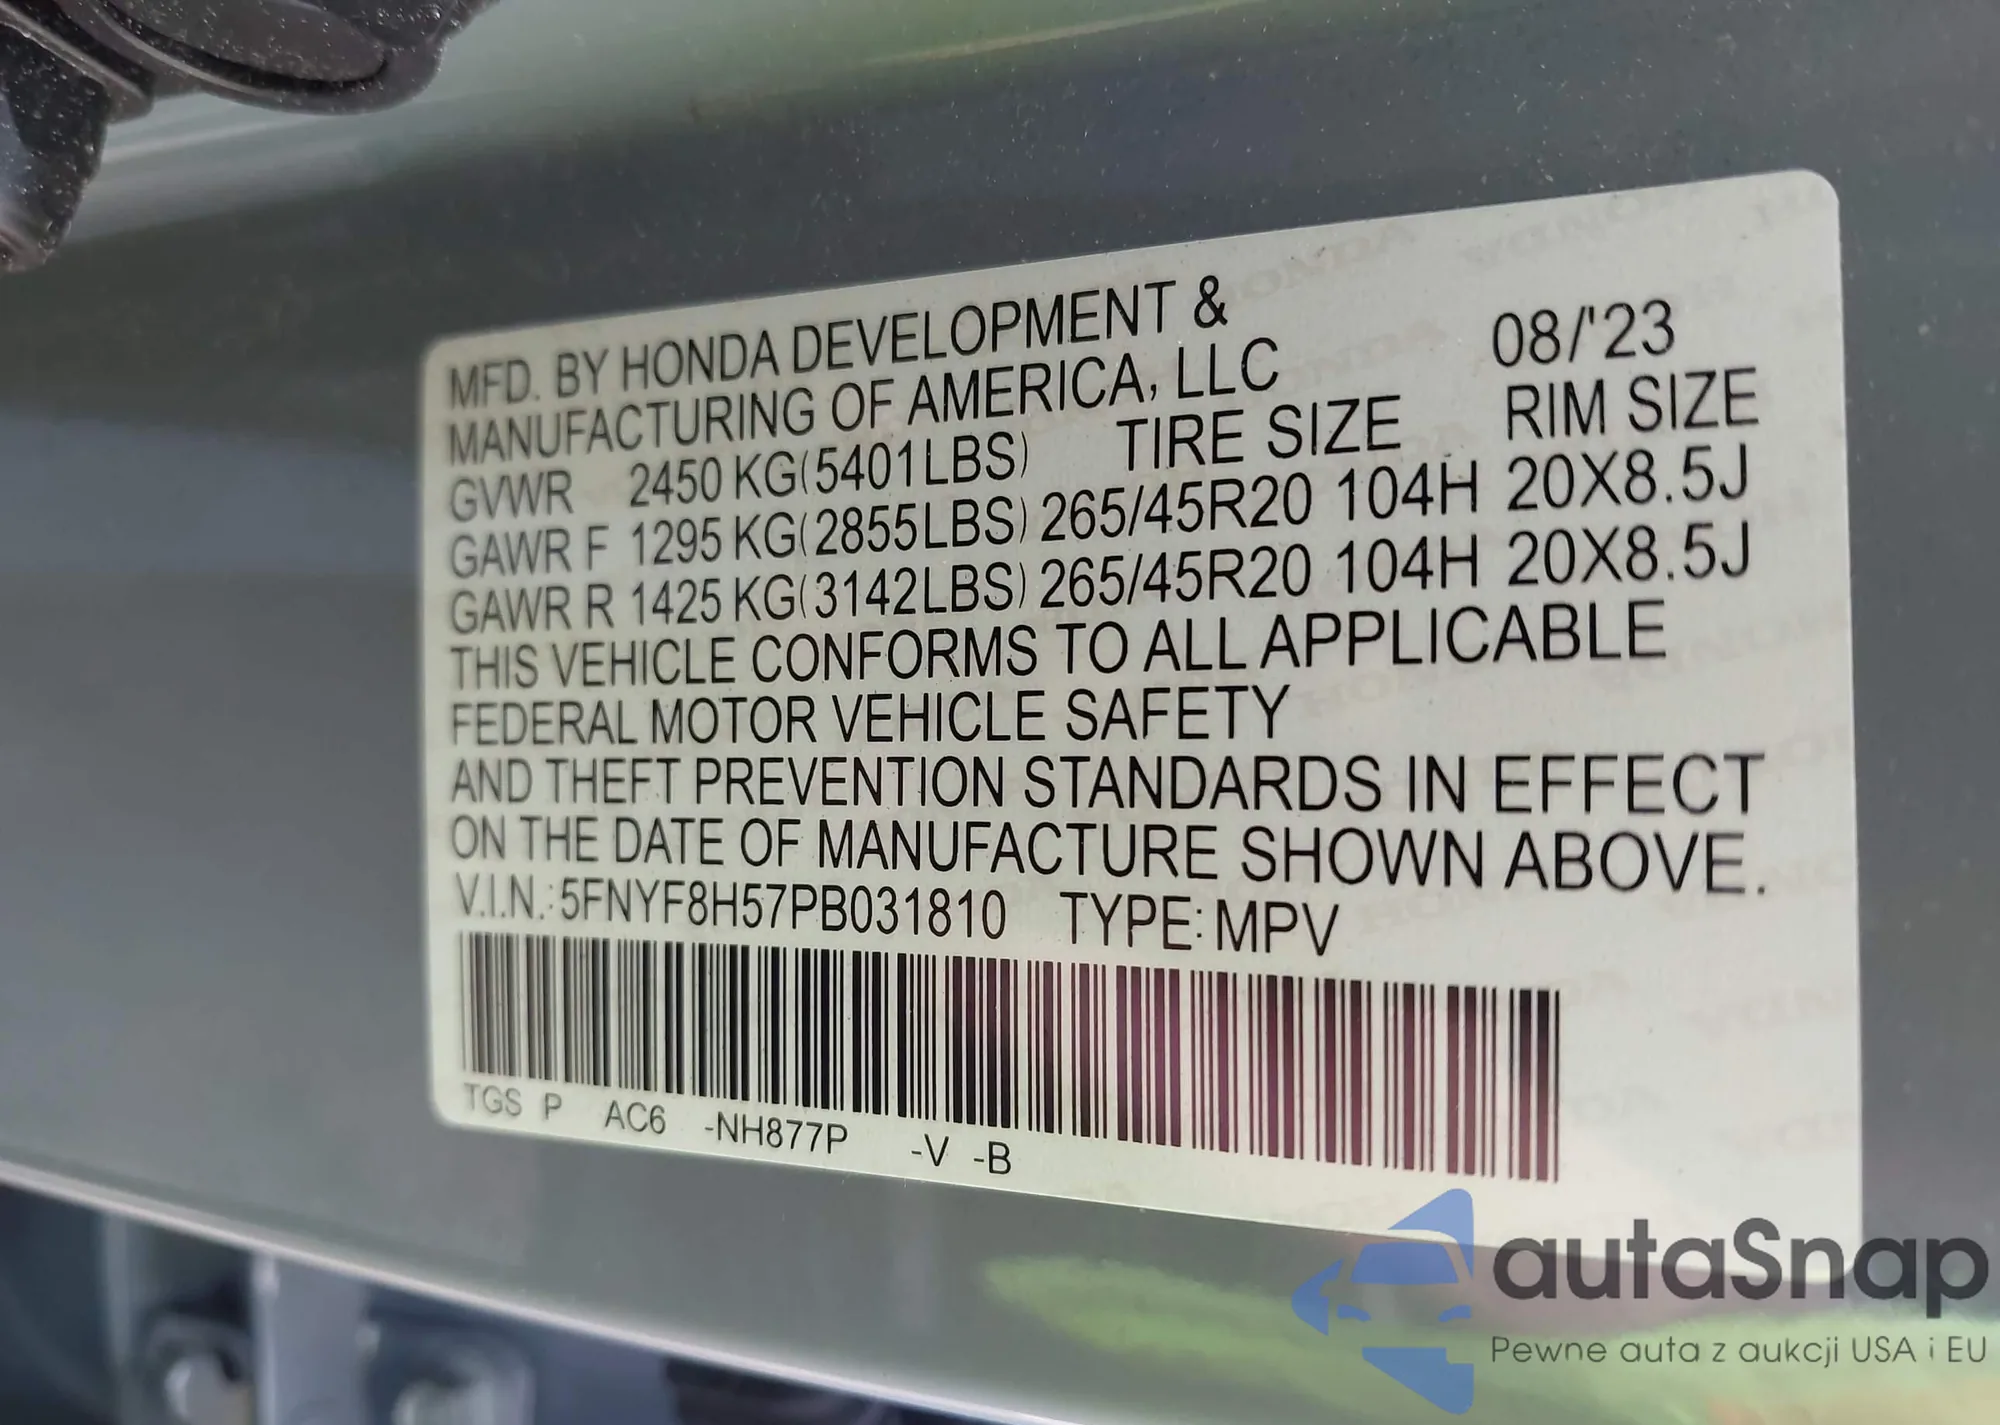 MFD. BY HONDA DEVELOPMENT &
MANUFACTURING OF AMERICA, LLC 08/'23
GVWR 2450 KG(5401LBS) TIRE SIZE RIM SIZE
GAWR F 1295 KG(2855LBS) 265/45R20 104H 20X8.5J
GAWR R 1425 KG(3142LBS) 265/45R20 104H 20X8.5J
THIS VEHICLE CONFORMS TO ALL APPLICABLE
FEDERAL MOTOR VEHICLE SAFETY
AND THEFT PREVENTION STANDARDS IN EFFECT
ON THE DATE OF MANUFACTURE SHOWN ABOVE.
V.I.N.:5FNYF8H57PB031810 TYPE:MPV
TGS P AC6 -NH877P -V -B
autaSnap
Pewne auta z aukcji USA i EU